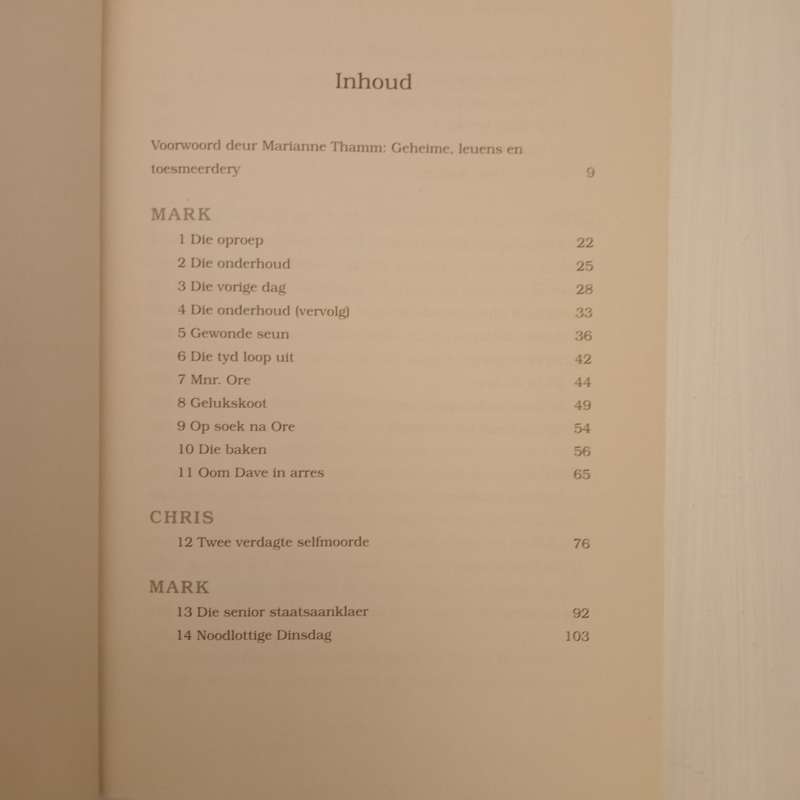 Inhoud
Voorwoord deur Marianne Thamm: Geheime, leuens en
toesmeerdery 9
MARK
1 Die oproep 22
2 Die onderhoud 25
3 Die vorige dag 28
4 Die onderhoud (vervolg) 33
5 Gewonde seun 36
6 Die tyd loop uit 42
7 Mnr. Ore 44
8 Gelukskoot 49
9 Op soek na Ore 54
10 Die baken 56
11 Oom Dave in arres 65
CHRIS
12 Twee verdagte selfmoorde 76
MARK
13 Die senior staatsaanklaer 92
14 Noodlottige Dinsdag 103